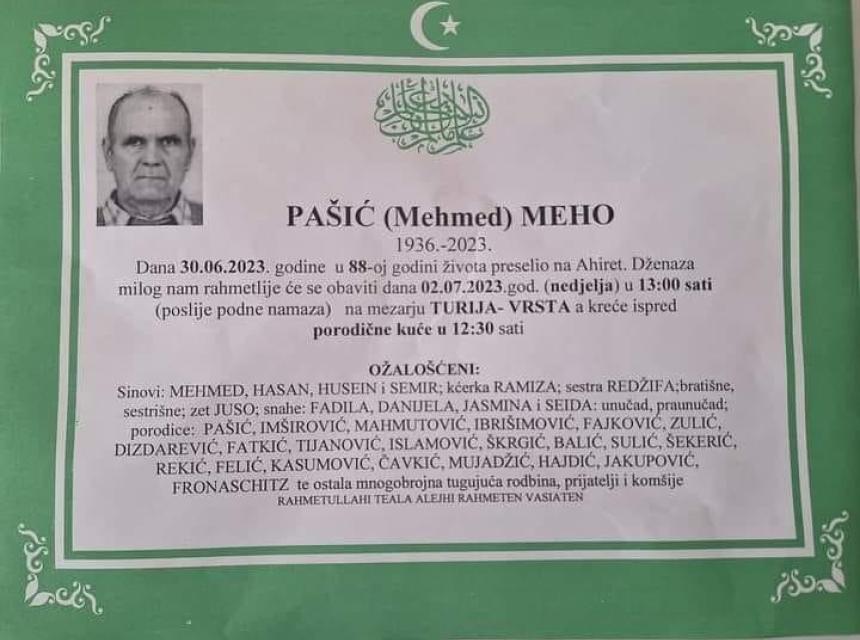 PAŠIĆ (Mehmed) MEHO
1936.-2023.
Dana 30.06.2023. godine u 88-oj godini života preselio na Ahiret. Dženaza
milog nam rahmetlije će se obaviti dana 02.07.2023.god. (nedjelja) u 13:00 sati
(poslije podne namaza) na mezarju TURIJA- VRSTA a kreće ispred
porodične kuće u 12:30 sati
OŽALOŠĆENI:
Sinovi: MEHMED, HASAN, HUSEIN i SEMIR; kćerka RAMIZA; sestra REDŽIFA;bratišne,
sestrišne; zet JUSO; snahe: FADILA, DANIJELA, JASMINA i SEIDA: unučad, praunučad;
porodice: PAŠIĆ, IMŠIROVIĆ, MAHMUTOVIĆ, IBRIŠIMOVIĆ, FAJKOVIĆ, ZULIĆ,
DIZDAREVIĆ, FATKIĆ, TIJANOVIĆ, ISLAMOVIĆ, ŠKRGIĆ, BALIĆ, SULIĆ, ŠEKERIĆ,
REKIĆ, FELIĆ, KASUMOVIĆ, ČAVKIĆ, MUJADŽIĆ, HAJDIĆ, JAKUPOVIĆ,
FRONASCHITZ te ostala mnogobrojna tugujuća rodbina, prijatelji i komšije
RAHMETULLAHI TEALA ALEJHI RAHMETEN VASIATEN